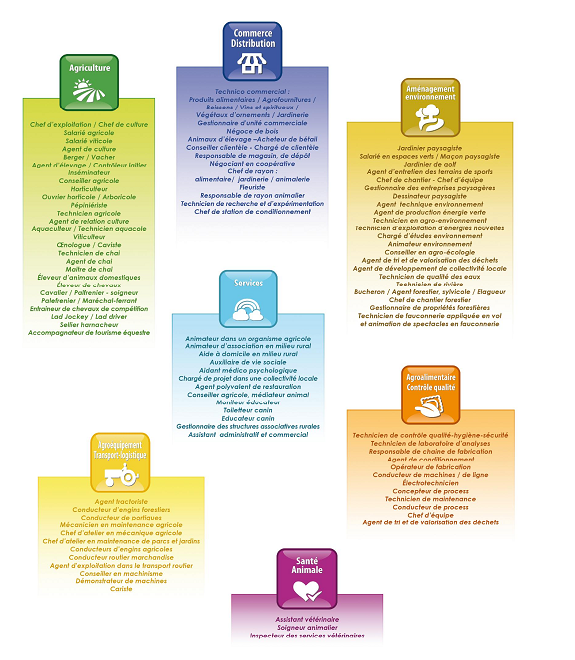 Agriculture
Chef d'exploitation / Chef de culture
Salarié agricole
Salarié viticole
Agent de culture
Berger / Vacher
Agent d'élevage / Contrôleur laitier
Inséminateur
Conseiller agricole
Horticulteur
Ouvrier horticole / Arboricole
Pépiniériste
Technicien agricole
Agent de relation culture
Aquaculteur / Technicien aquacole
Viticulteur
Œnologue / Caviste
Technicien de chai
Agent de chai
Maître de chai
Éleveur d'animaux domestiques
Éleveur de chevaux
Cavalier / Palfrenier - soigneur
Palefrenier / Maréchal-ferrant
Entraineur de chevaux de compétition
Lad Jockey / Lad driver
Sellier harnacheur
Accompagnateur de tourisme équestre
Commerce
Distribution
Technico commercial :
Produits alimentaires / Agrofournitures /
Boissons / Vins et spiritueux /
Végétaux d'ornements / Jardinerie
Gestionnaire d'unité commerciale
Négoce de bois
Animaux d'élevage –Acheteur de bétail
Conseiller clientèle - Chargé de clientèle
Responsable de magasin, de dépôt
Négociant en coopérative
Chef de rayon :
alimentaire/ jardinerie / animalerie
Fleuriste
Responsable de rayon animalier
Technicien de recherche et d'expérimentation
Chef de station de conditionnement
Aménagement
environnement
Jardinier paysagiste
Salarié en espaces verts / Maçon paysagiste
Jardinier de golf
Agent d'entretien des terrains de sports
Chef de chantier - Chef d'équipe
Gestionnaire des entreprises paysagères
Dessinateur paysagiste
Agent technique environnement
Agent de production énergie verte
Technicien en agro-environnement
Technicien d'exploitation d'énergies nouvelles
Chargé d'études environnement
Animateur environnement
Conseiller en agro-écologie
Agent de tri et de valorisation des déchets
Agent de développement de collectivité locale
Technicien de qualité des eaux
Technicien de rivière
Bucheron / Agent forestier, sylvicole / Elagueur
Chef de chantier forestier
Gestionnaire de propriétés forestières
Technicien de fauconnerie appliquée en vol
et animation de spectacles en fauconnerie
Services
Animateur dans un organisme agricole
Animateur d'association en milieu rural
Aide à domicile en milieu rural
Auxiliaire de vie sociale
Aidant médico psychologique
Chargé de projet dans une collectivité locale
Agent polyvalent de restauration
Conseiller agricole, médiateur animal
Moniteur éducateur
Toiletteur canin
Educateur canin
Gestionnaire des structures associatives rurales
Assistant administratif et commercial
Agroalimentaire
Contrôle qualité
Technicien de contrôle qualité-hygiène-sécurité
Technicien de laboratoire d'analyses
Responsable de chaine de fabrication
Agent de conditionnement
Opérateur de fabrication
Conducteur de machines / de ligne
Électrotechnicien
Concepteur de process
Technicien de maintenance
Conducteur de process
Chef d'équipe
Agent de tri et de valorisation des déchets
Agroéquipement
Transport-logistique
Agent tractoriste
Conducteur d'engins forestiers
Conducteur de portiques
Mécanicien en maintenance agricole
Chef d'atelier en mécanique agricole
Chef d'atelier en maintenance de parcs et jardins
Conducteurs d'engins agricoles
Conducteur routier marchandise
Agent d'exploitation dans le transport routier
Conseiller en machinisme
Démonstrateur de machines
Cariste
Santé
Animale
Assistant vétérinaire
Soigneur animalier
Inspecteur des services vétérinaires